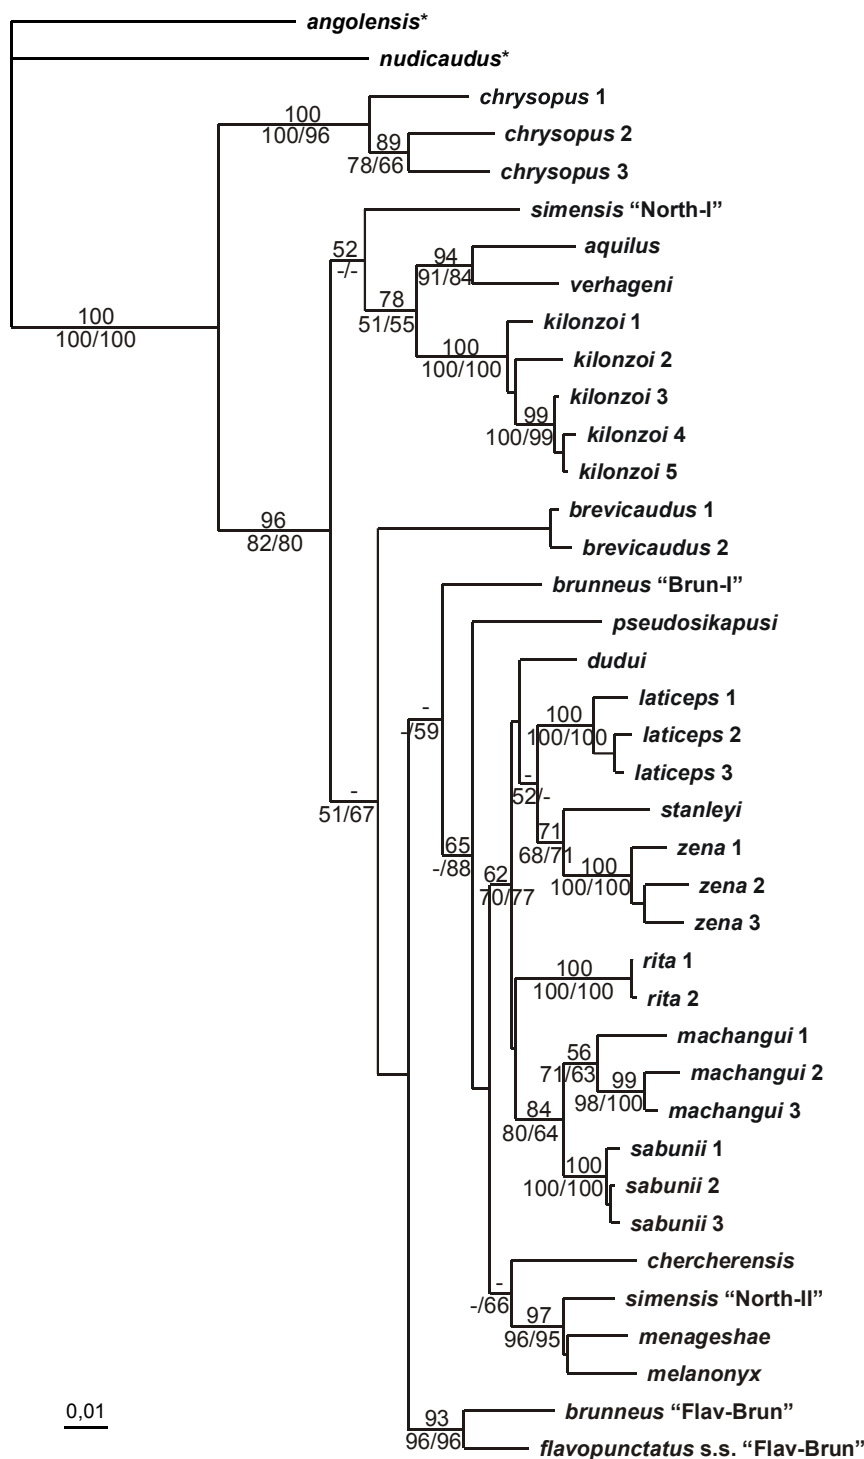 angolensis*
nudicaudus*
chrysopus 1
100
100/96
chrysopus 2
89
78/66
chrysopus 3
simensis “North-I”
52
-/-
aquilus
94
91/84
verhageni
78
51/55
kilonzoi 1
100
100/100
100
100/100
kilonzoi 2
kilonzoi 3
99
100/99
kilonzoi 4
kilonzoi 5
brevicaudus 1
96
82/80
brevicaudus 2
brunneus “Brun-I”
pseudosikapusi
dudui
laticeps 1
-
-/59
100
100/100
laticeps 2
laticeps 3
-
52/-
-
51/67
stanleyi
71
68/71
65
-/88
zena 1
100
100/100
62
70/77
zena 2
zena 3
rita 1
100
100/100
rita 2
machangui 1
56
71/63
machangui 2
99
98/100
machangui 3
84
80/64
sabunii 1
100
100/100
sabunii 2
sabunii 3
chercherensis
-
-/66
simensis “North-II”
97
96/95
menageshae
melanonyx
0,01
brunneus “Flav-Brun”
93
96/96
flavopunctatus s.s. “Flav-Brun”